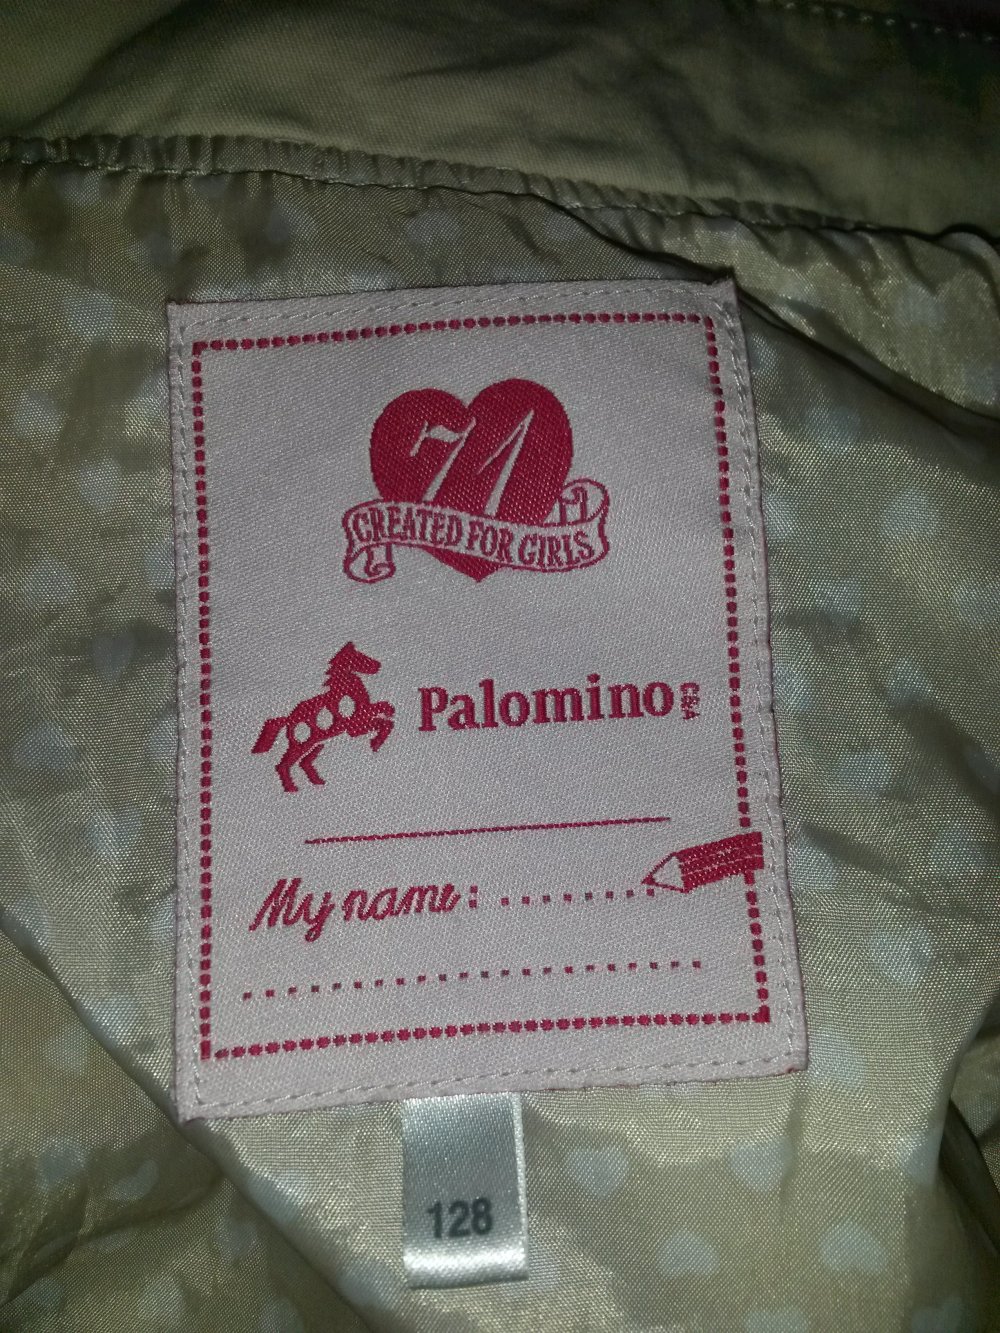 71
CREATED FOR GIRLS
Palomino C&A
My name: ........
.....................
128